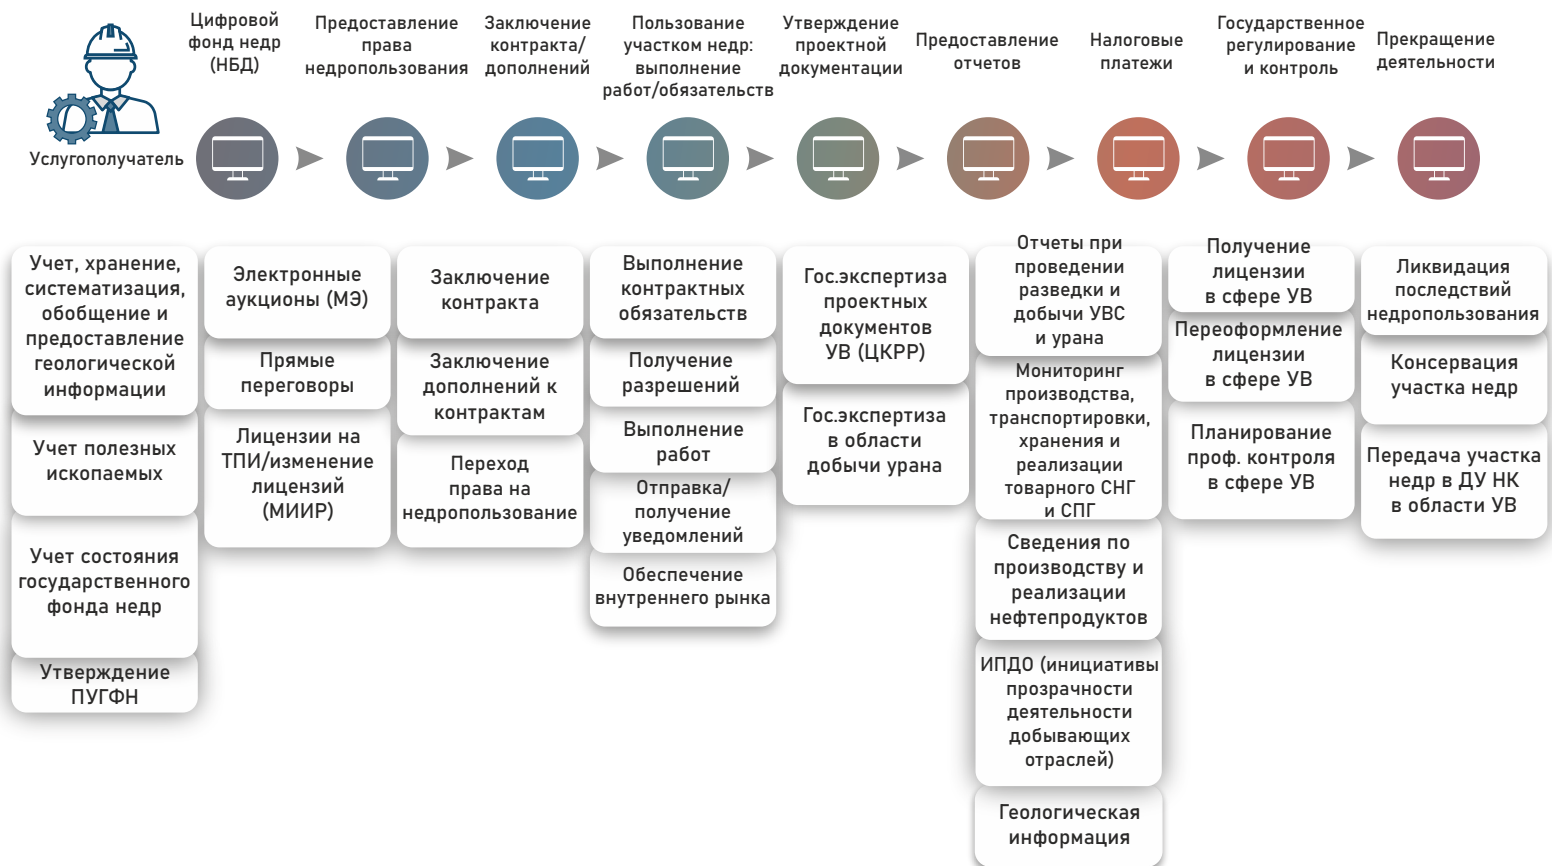 Услугополучатель
Цифровой
фонд недр
(НБД)
Предоставление
права
недропользования
Заключение
контракта/
дополнений
Пользование
участком недр:
выполнение
работ/обязательств
Утверждение
проектной
документации
Предоставление
отчетов
Налоговые
платежи
Государственное
регулирование
и контроль
Прекращение
деятельности
Учет, хранение,
систематизация,
обобщение и
предоставление
геологической
информации
Учет полезных
ископаемых
Учет состояния
государственного
фонда недр
Утверждение
ПУГФН
Электронные
аукционы (МЭ)
Прямые
переговоры
Лицензии на
ТПИ/изменение
лицензий
(МИИР)
Заключение
контракта
Заключение
дополнений к
контрактам
Переход
права на
недропользование
Выполнение
контрактных
обязательств
Получение
разрешений
Выполнение
работ
Отправка/
получение
уведомлений
Обеспечение
внутреннего рынка
Гос.экспертиза
проектных
документов
УВ (ЦКРР)
Гос.экспертиза
в области
добычи урана
Отчеты при
проведении
разведки и
добычи УВС
и урана
Мониторинг
производства,
транспортировки,
хранения и
реализации
товарного СНГ
и СПГ
Сведения по
производству и
реализации
нефтепродуктов
ИПДО (инициативы
прозрачности
деятельности
добывающих
отраслей)
Геологическая
информация
Получение
лицензии
в сфере УВ
Переоформление
лицензии
в сфере УВ
Планирование
проф. контроля
в сфере УВ
Ликвидация
последствий
недропользования
Консервация
участка недр
Передача участка
недр в ДУ НК
в области УВ